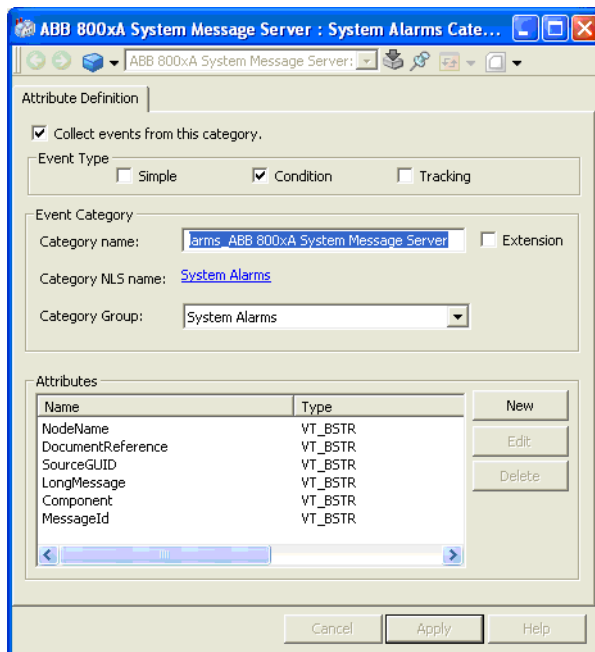 ABB 800xA System Message Server : System Alarms Cate...
ABB 800xA System Message Server:
Attribute Definition
Collect events from this category.
Event Type
Simple Condition Tracking
Event Category
Category name: arms_ABB 800xA System Message Server Extension
Category NLS name: System Alarms
Category Group: System Alarms
Attributes
Name Type New
NodeName VT_BSTR
DocumentReference VT_BSTR Edit
SourceGUID VT_BSTR
LongMessage VT_BSTR Delete
Component VT_BSTR
MessageId VT_BSTR
Cancel Apply Help